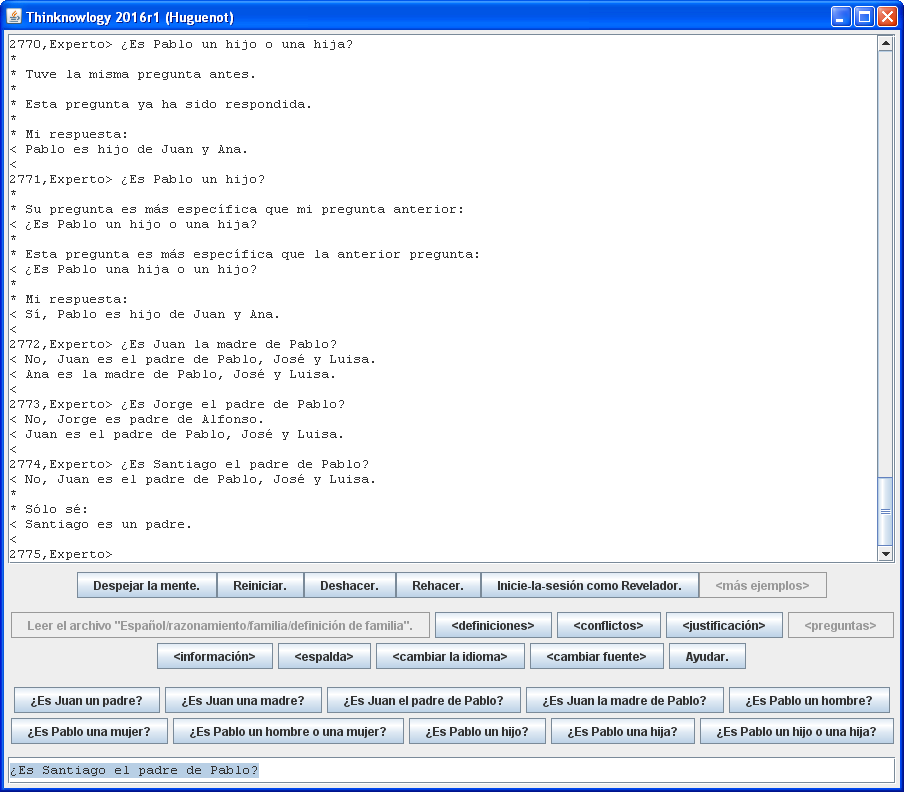 Thinknowlogy 2016r1 (Huguenot)
2770,Experto> ¿Es Pablo un hijo o una hija?
*
* Tuve la misma pregunta antes.
*
* Esta pregunta ya ha sido respondida.
*
* Mi respuesta:
< Pablo es hijo de Juan y Ana.
<
2771,Experto> ¿Es Pablo un hijo?
*
* Su pregunta es más específica que mi pregunta anterior:
< ¿Es Pablo un hijo o una hija?
*
* Esta pregunta es más específica que la anterior pregunta:
< ¿Es Pablo una hija o un hijo?
*
* Mi respuesta:
< Sí, Pablo es hijo de Juan y Ana.
<
2772,Experto> ¿Es Juan la madre de Pablo?
< No, Juan es el padre de Pablo, José y Luisa.
< Ana es la madre de Pablo, José y Luisa.
<
2773,Experto> ¿Es Jorge el padre de Pablo?
< No, Jorge es padre de Alfonso.
< Juan es el padre de Pablo, José y Luisa.
<
2774,Experto> ¿Es Santiago el padre de Pablo?
< No, Juan es el padre de Pablo, José y Luisa.
*
* Sólo sé:
< Santiago es un padre.
<
2775,Experto>
Despejar la mente. Reiniciar. Deshacer. Rehacer. Inicie-la-sesión como Revelador. <más ejemplos>
Leer el archivo "Español/razonamiento/familia/definición de familia". <definiciones> <conflictos> <justificación> <preguntas>
<información> <espalda> <cambiar la idioma> <cambiar fuente> Ayudar.
¿Es Juan un padre? ¿Es Juan una madre? ¿Es Juan el padre de Pablo? ¿Es Juan la madre de Pablo? ¿Es Pablo un hombre?
¿Es Pablo una mujer? ¿Es Pablo un hombre o una mujer? ¿Es Pablo un hijo? ¿Es Pablo una hija? ¿Es Pablo un hijo o una hija?
¿Es Santiago el padre de Pablo?